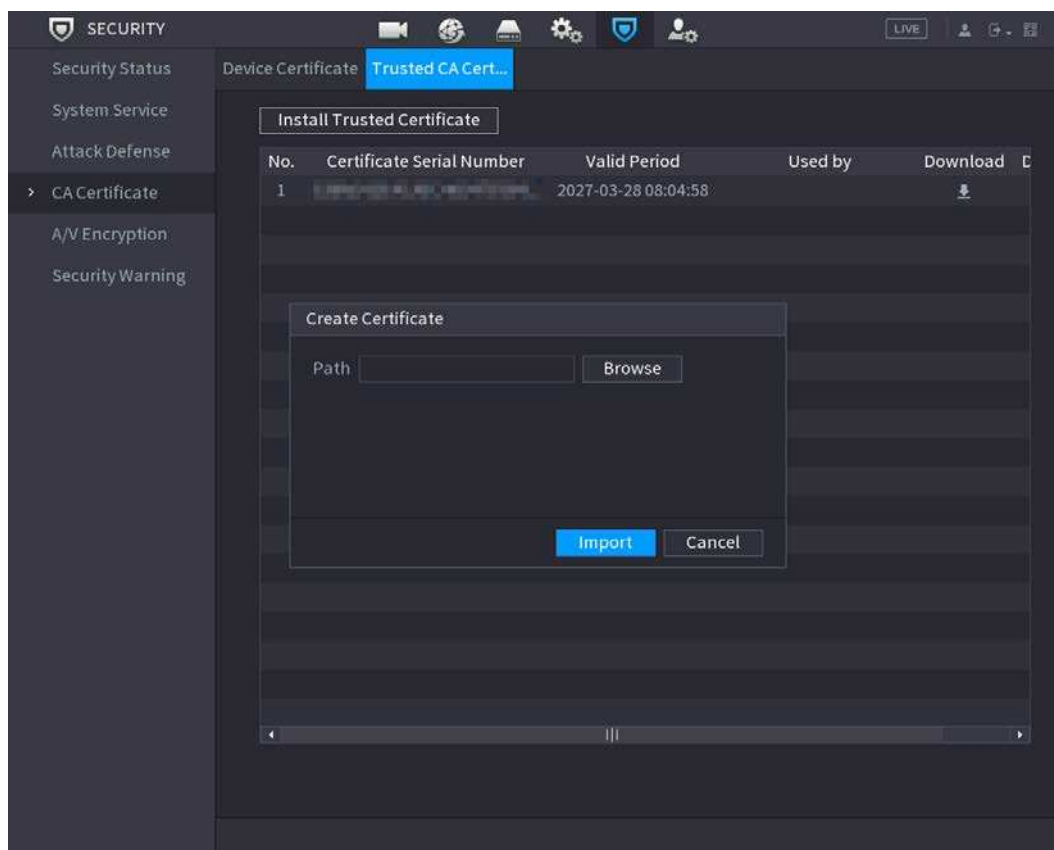 SECURITY
LIVE
Security Status
Device Certificate
Trusted CA Cert...
System Service
Install Trusted Certificate
Attack Defense
No. Certificate Serial Number Valid Period Used by Download D
CA Certificate
1 2027-03-28 08:04:58
A/V Encryption
Security Warning
Create Certificate
Path
Browse
Import
Cancel